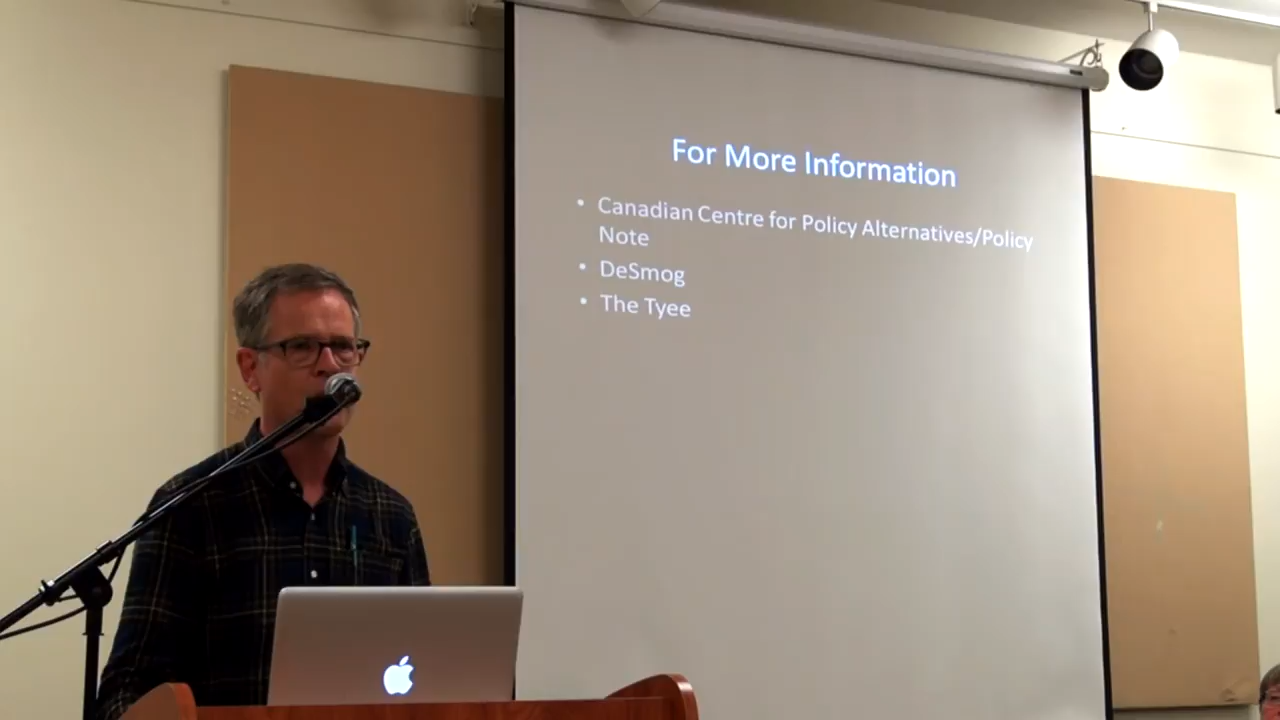 For More Information
• Canadian Centre for Policy Alternatives/Policy
Note
• DeSmog
• The Tyee